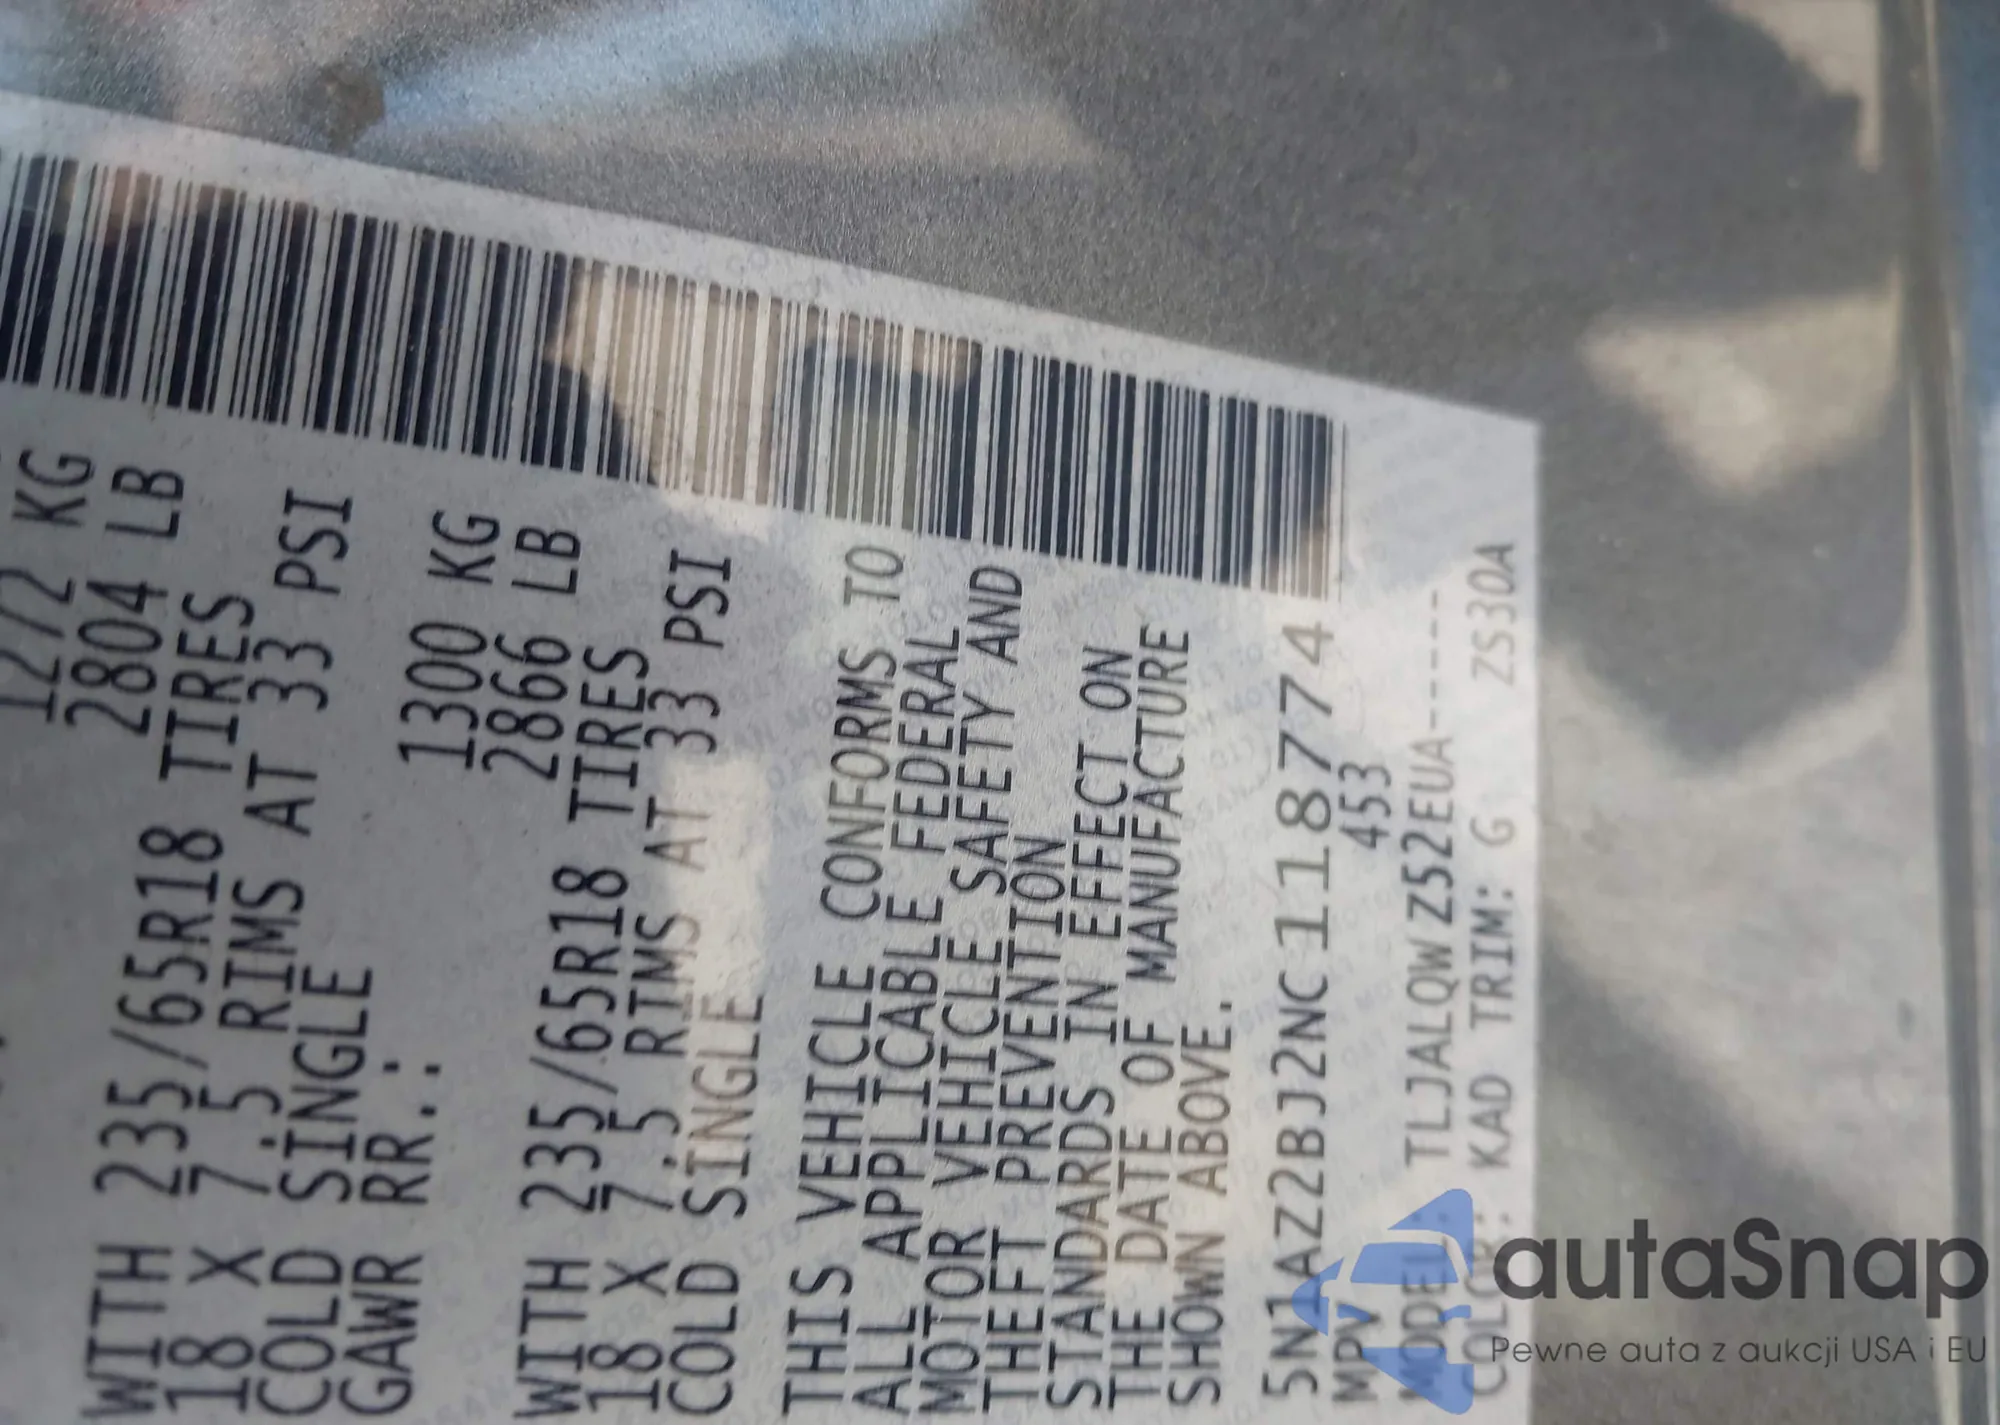 1272 KG
2804 LB
WITH 235/65R18 TIRES
18 X 7.5 RIMS AT 33 PSI
COLD SINGLE
GAWR RR.:
1300 KG
2866 LB
WITH 235/65R18 TIRES
18 X 7.5 RIMS AT 33 PSI
COLD SINGLE
THIS VEHICLE CONFORMS TO
ALL APPLICABLE FEDERAL
MOTOR VEHICLE SAFETY AND
THEFT PREVENTION
STANDARDS IN EFFECT ON
THE DATE OF MANUFACTURE
SHOWN ABOVE.
5N1AZ2BJ2NC118774
MPV 453
MODEL: TLJALQWZ52EUA-----
COLOR: KAD TRIM: G ZS30A
autaSnap
Pewne auta z aukcji USA i EU